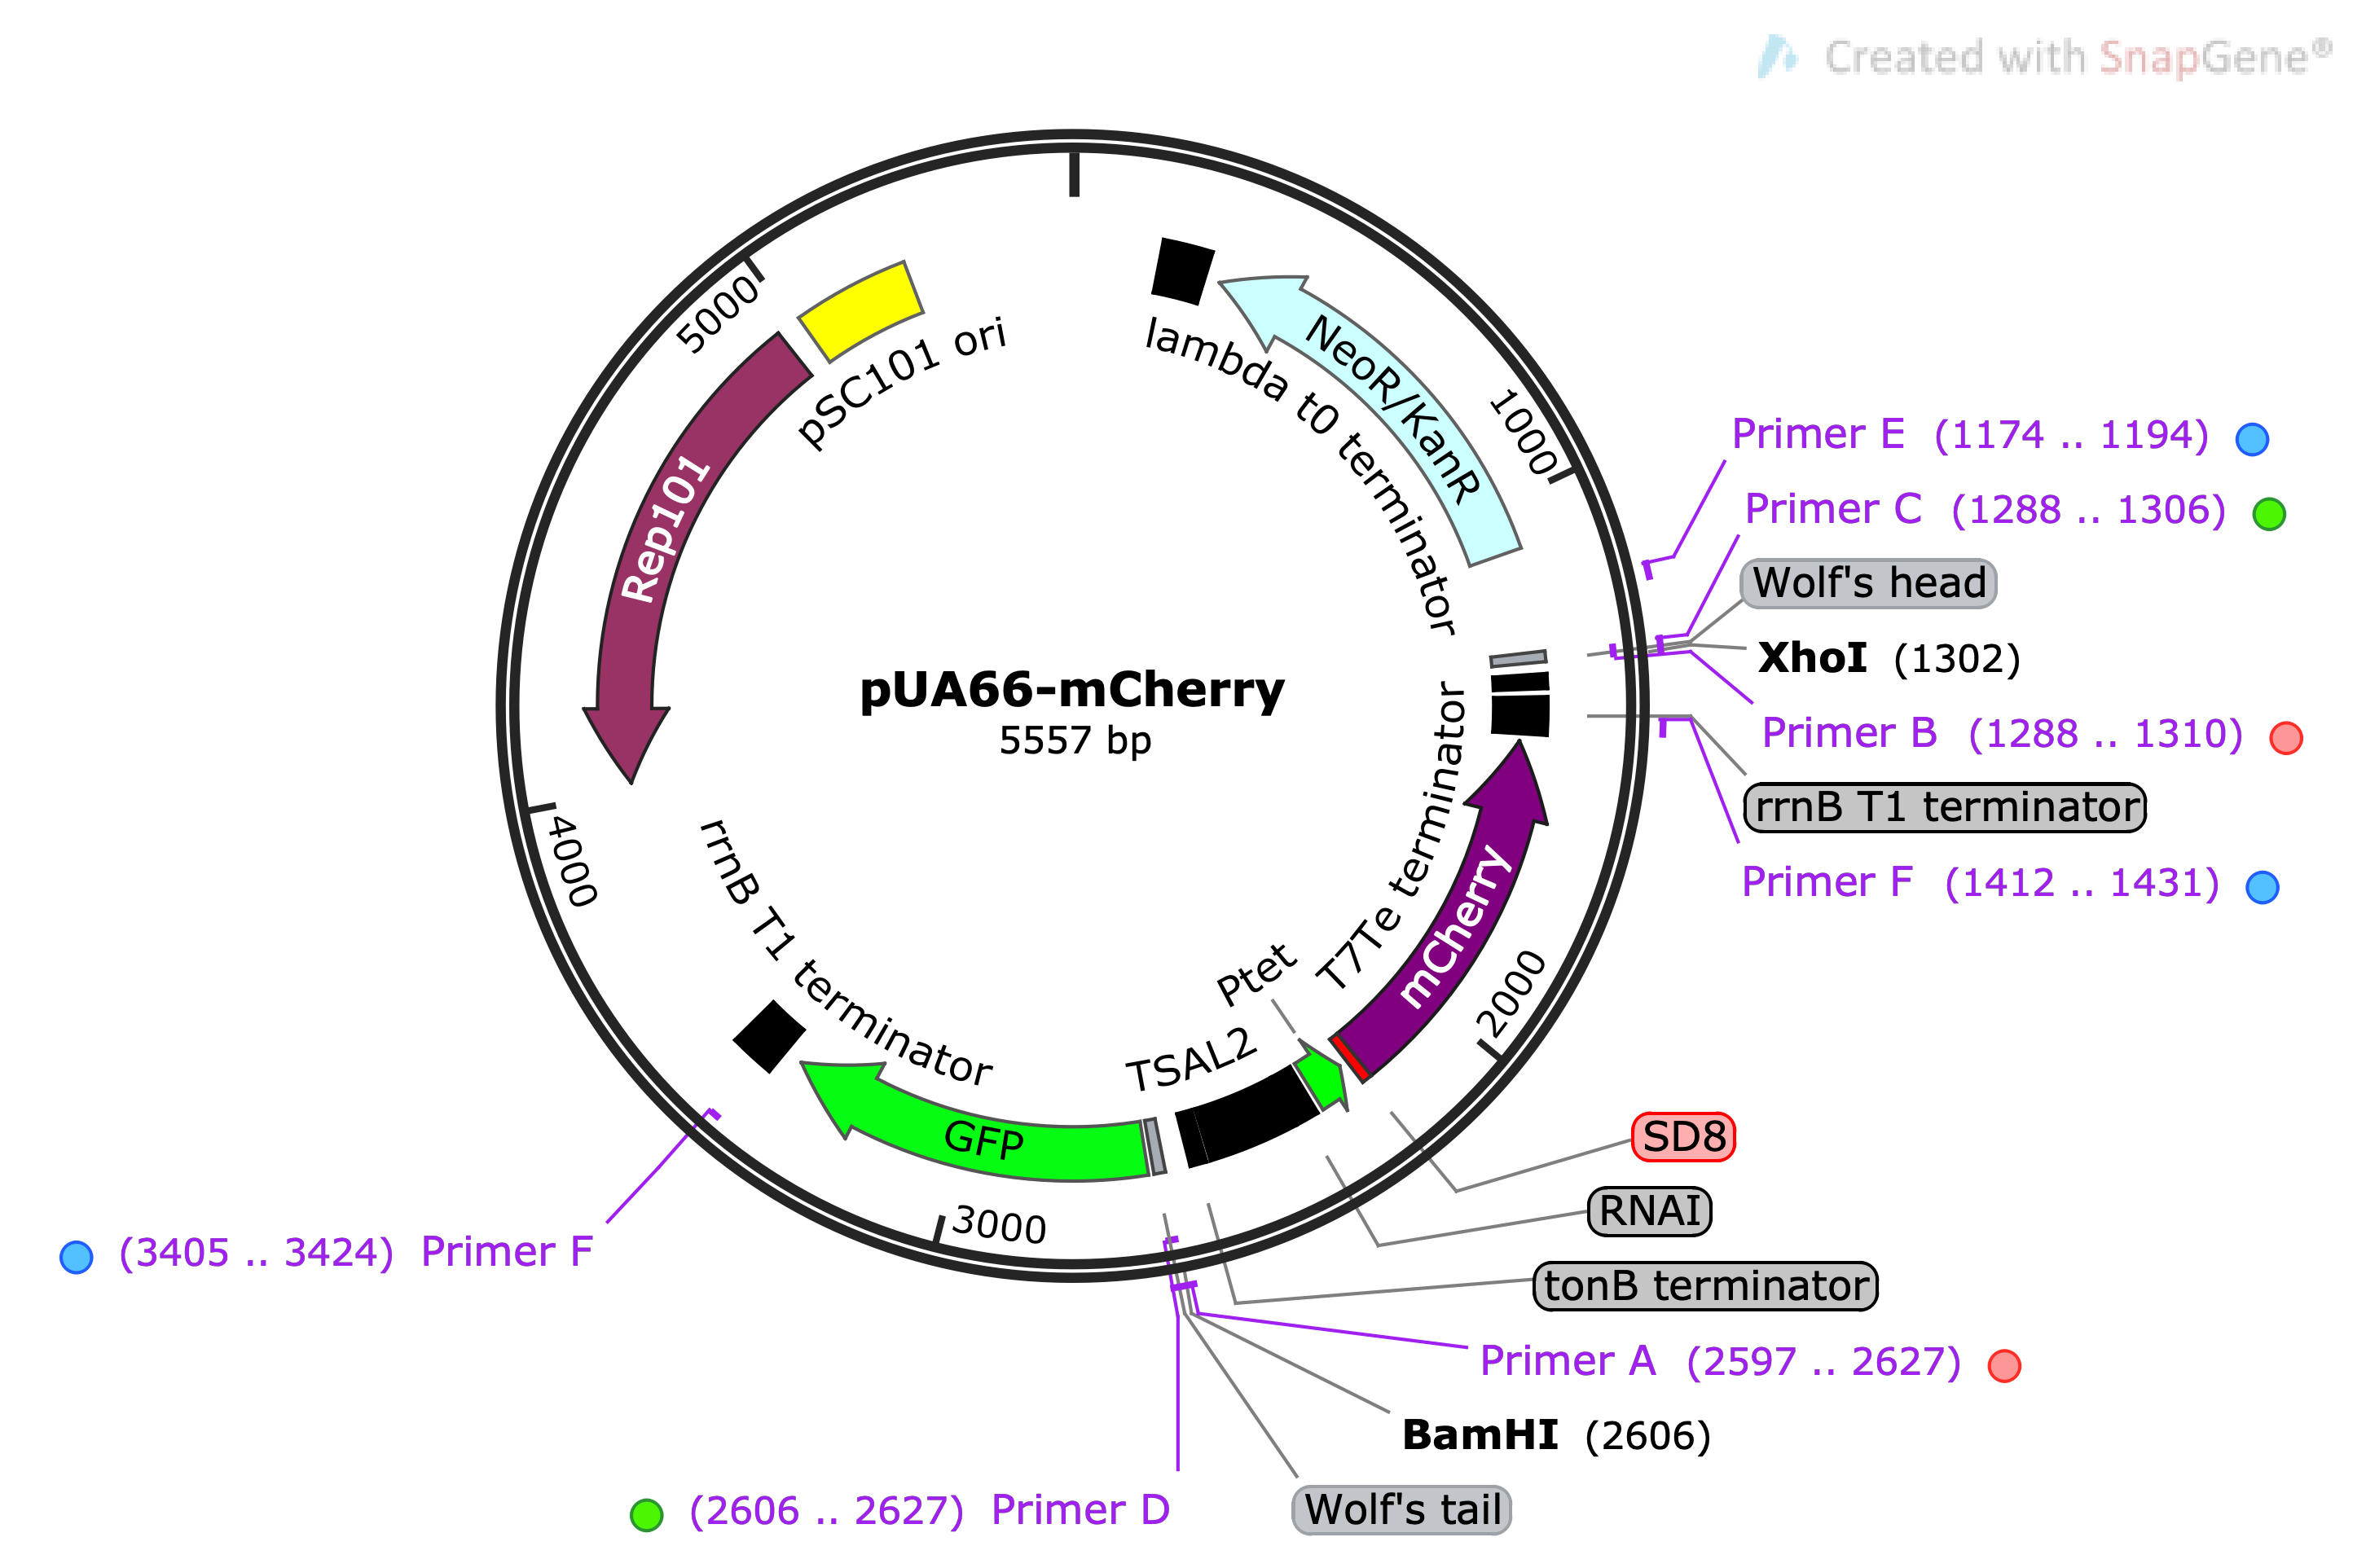 Created with SnapGene®
5000
pSC101 ori
lambda t0 terminator
NeoR/KanR
1000
Rep101
Primer E (1174 .. 1194)
Primer C (1288 .. 1306)
Wolf's head
XhoI (1302)
pUA66-mCherry
5557 bp
Primer B (1288 .. 1310)
rrnB T1 terminator
Primer F (1412 .. 1431)
4000
rrnB T1 terminator
T7Te terminator
mCherry
Ptet
2000
TSAL2
GFP
SD8
RNAI
3000
(3405 .. 3424) Primer F
tonB terminator
Primer A (2597 .. 2627)
BamHI (2606)
(2606 .. 2627) Primer D
Wolf's tail